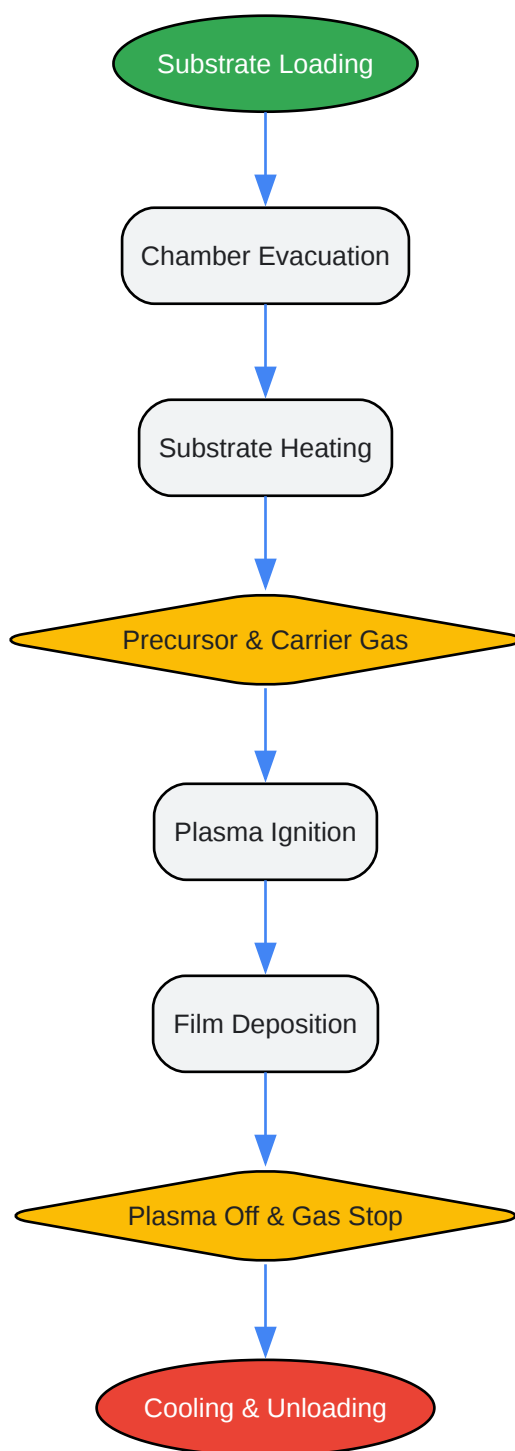 Substrate Loading
Chamber Evacuation
Substrate Heating
Precursor & Carrier Gas
Plasma Ignition
Film Deposition
Plasma Off & Gas Stop
Cooling & Unloading